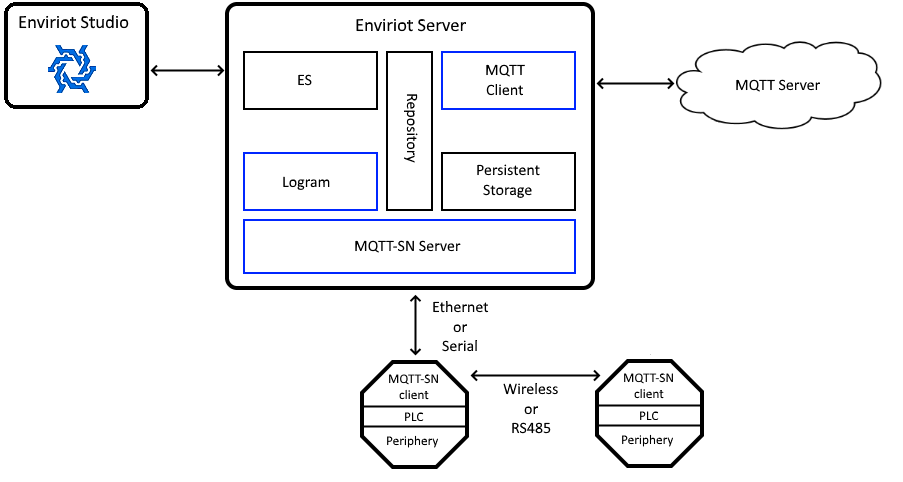 Enviriot Studio
Enviriot Server
ES
Repository
MQTT
Client
MQTT Server
Logram
Persistent
Storage
MQTT-SN Server
Ethernet
or
Serial
MQTT-SN
client
PLC
Periphery
Wireless
or
RS485
MQTT-SN
client
PLC
Periphery